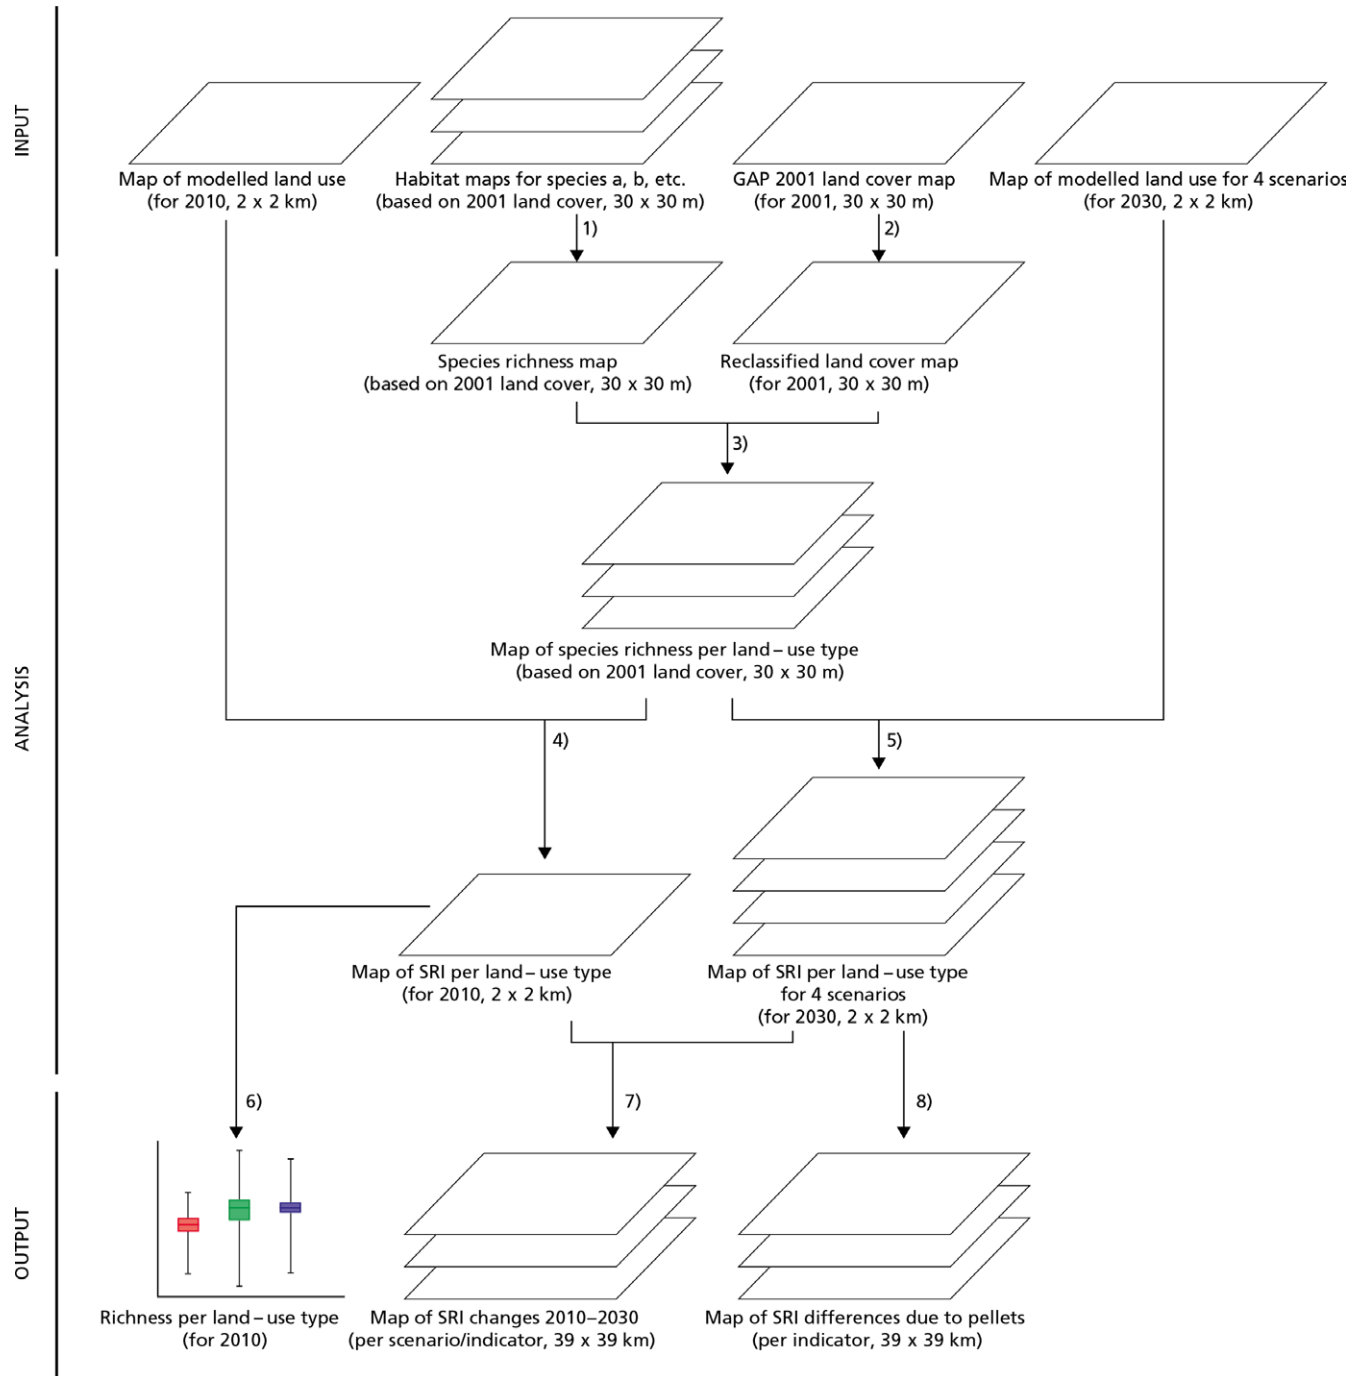 INPUT
Map of modelled land use
(for 2010, 2 x 2 km)
Habitat maps for species a, b, etc.
(based on 2001 land cover, 30 x 30 m)
GAP 2001 land cover map
(for 2001, 30 x 30 m)
Map of modelled land use for 4 scenarios
(for 2030, 2 x 2 km)
1)
2)
ANALYSIS
Species richness map
(based on 2001 land cover, 30 x 30 m)
Reclassified land cover map
(for 2001, 30 x 30 m)
3)
Map of species richness per land–use type
(based on 2001 land cover, 30 x 30 m)
4)
5)
Map of SRI per land–use type
(for 2010, 2 x 2 km)
Map of SRI per land–use type
for 4 scenarios
(for 2030, 2 x 2 km)
OUTPUT
6)
7)
8)
Richness per land–use type
(for 2010)
Map of SRI changes 2010–2030
(per scenario/indicator, 39 x 39 km)
Map of SRI differences due to pellets
(per indicator, 39 x 39 km)